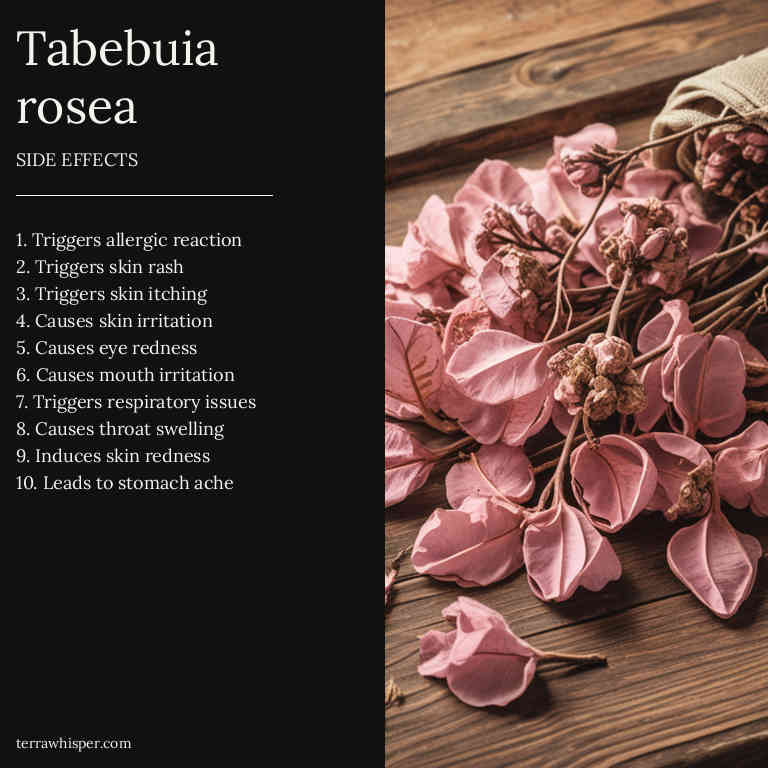 Tabebuia
rosea
SIDE EFFECTS
1. Triggers allergic reaction
2. Triggers skin rash
3. Triggers skin itching
4. Causes skin irritation
5. Causes eye redness
6. Causes mouth irritation
7. Triggers respiratory issues
8. Causes throat swelling
9. Induces skin redness
10. Leads to stomach ache
terrawhisper.com